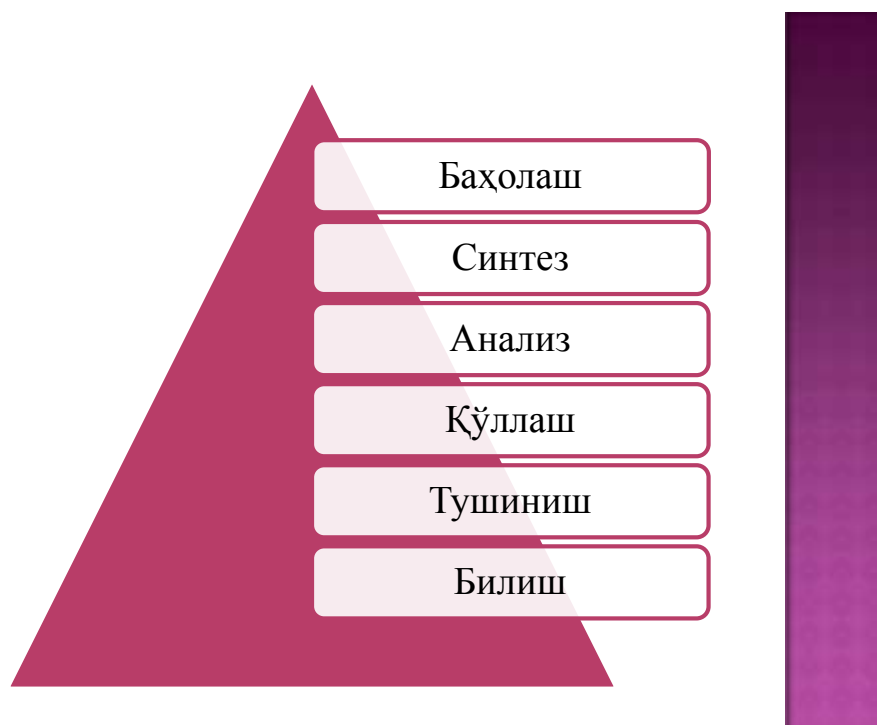 Баҳолаш
Синтез
Анализ
Қўллаш
Тушиниш
Билиш